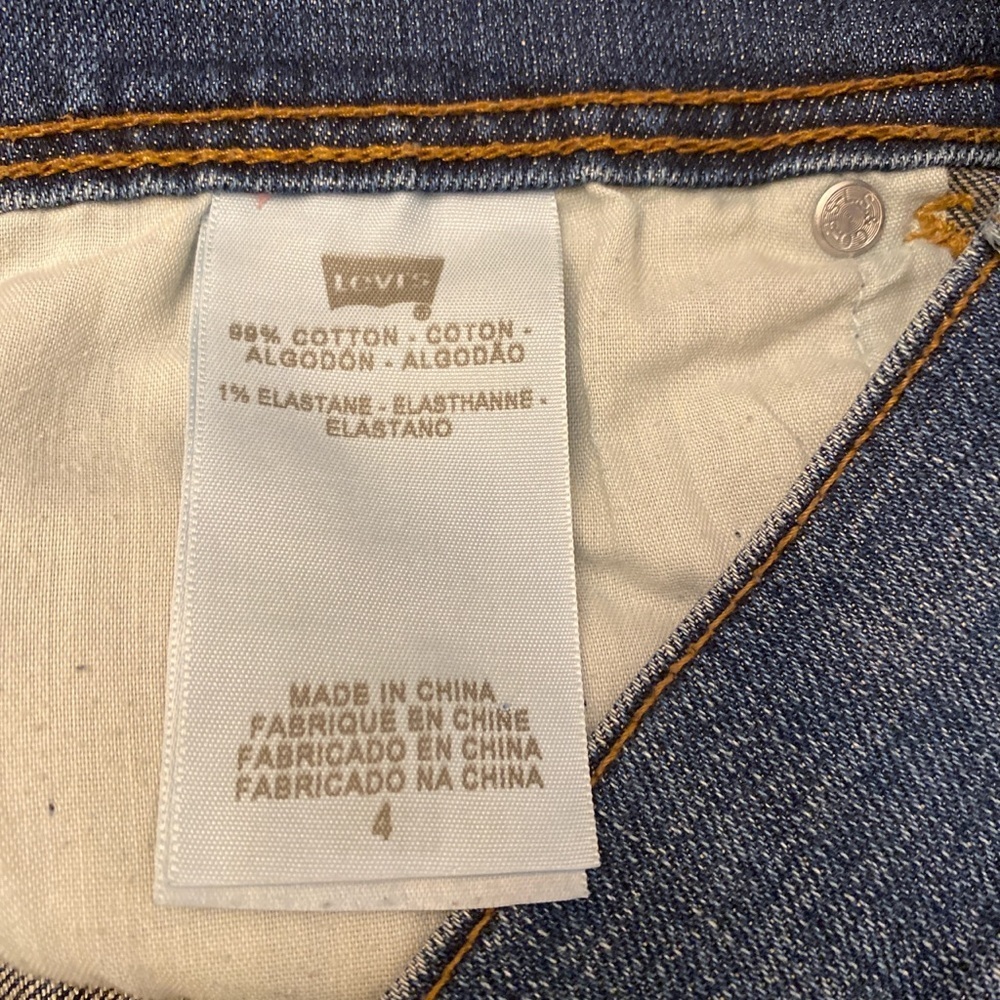 Levi's
®
99% COTTON - COTON -
ALGODÓN - ALGODÃO
1% ELASTANE - ELASTHANNE -
ELASTANO
MADE IN CHINA
FABRIQUE EN CHINE
FABRICADO EN CHINA
FABRICADO NA CHINA
4